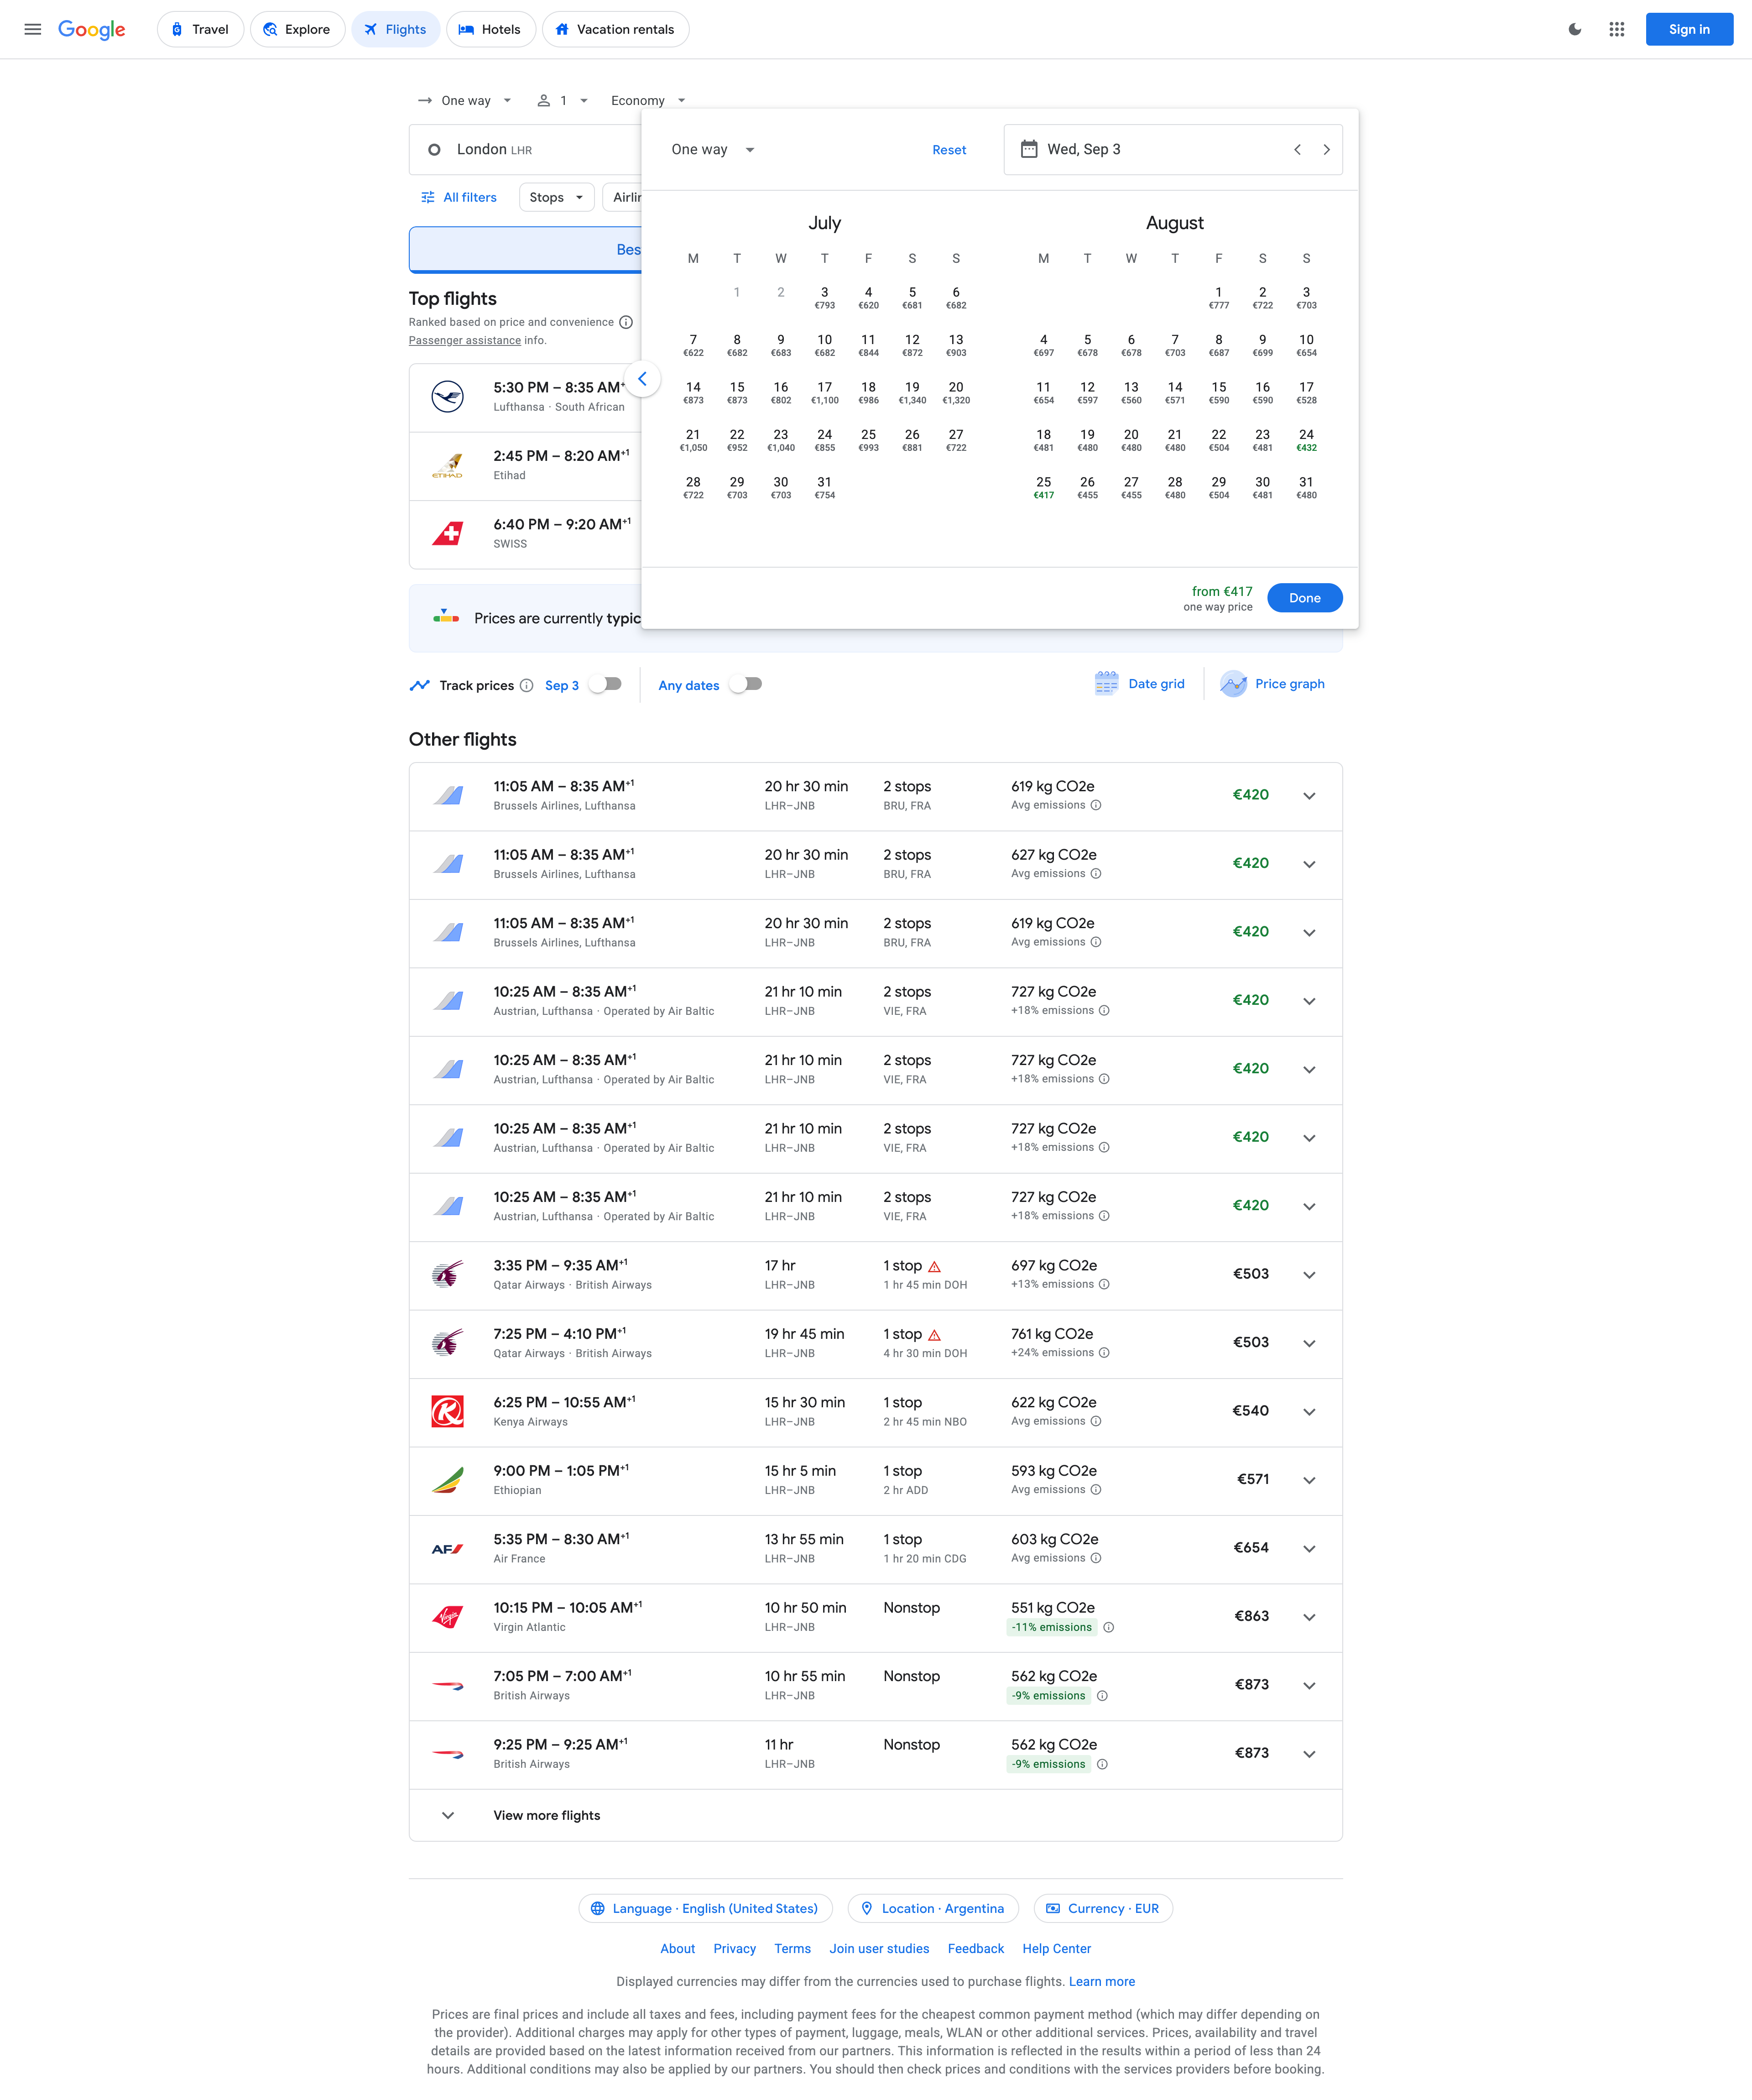 Google
Travel
Explore
Flights
Hotels
Vacation rentals
Sign in
One way
1
Economy
London LHR
One way
Reset
Wed, Sep 3
All filters
Stops
Airlin
Bes
July
M T W T F S S
1 2 3 4 5 6
€793 €620 €681 €682
7 8 9 10 11 12 13
€622 €682 €683 €682 €844 €872 €903
14 15 16 17 18 19 20
€873 €873 €802 €1,100 €986 €1,340 €1,320
21 22 23 24 25 26 27
€1,050 €952 €1,040 €855 €993 €881 €722
28 29 30 31
€722 €703 €703 €754
August
M T W T F S S
1 2 3
€777 €722 €703
4 5 6 7 8 9 10
€697 €678 €678 €703 €687 €699 €654
11 12 13 14 15 16 17
€654 €597 €560 €571 €590 €590 €528
18 19 20 21 22 23 24
€481 €480 €480 €480 €504 €481 €432
25 26 27 28 29 30 31
€417 €455 €455 €480 €504 €481 €480
from €417
one way price
Done
Top flights
Ranked based on price and convenience
Passenger assistance info.
5:30 PM – 8:35 AM+
Lufthansa · South African
ETIHAD
2:45 PM – 8:20 AM+1
Etihad
6:40 PM – 9:20 AM+1
SWISS
Prices are currently typic
Track prices
Sep 3
Any dates
Date grid
Price graph
Other flights
11:05 AM – 8:35 AM+1 20 hr 30 min 2 stops 619 kg CO2e €420
Brussels Airlines, Lufthansa LHR–JNB BRU, FRA Avg emissions
11:05 AM – 8:35 AM+1 20 hr 30 min 2 stops 627 kg CO2e €420
Brussels Airlines, Lufthansa LHR–JNB BRU, FRA Avg emissions
11:05 AM – 8:35 AM+1 20 hr 30 min 2 stops 619 kg CO2e €420
Brussels Airlines, Lufthansa LHR–JNB BRU, FRA Avg emissions
10:25 AM – 8:35 AM+1 21 hr 10 min 2 stops 727 kg CO2e €420
Austrian, Lufthansa · Operated by Air Baltic LHR–JNB VIE, FRA +18% emissions
10:25 AM – 8:35 AM+1 21 hr 10 min 2 stops 727 kg CO2e €420
Austrian, Lufthansa · Operated by Air Baltic LHR–JNB VIE, FRA +18% emissions
10:25 AM – 8:35 AM+1 21 hr 10 min 2 stops 727 kg CO2e €420
Austrian, Lufthansa · Operated by Air Baltic LHR–JNB VIE, FRA +18% emissions
10:25 AM – 8:35 AM+1 21 hr 10 min 2 stops 727 kg CO2e €420
Austrian, Lufthansa · Operated by Air Baltic LHR–JNB VIE, FRA +18% emissions
3:35 PM – 9:35 AM+1 17 hr 1 stop 697 kg CO2e €503
Qatar Airways · British Airways LHR–JNB 1 hr 45 min DOH +13% emissions
7:25 PM – 4:10 PM+1 19 hr 45 min 1 stop 761 kg CO2e €503
Qatar Airways · British Airways LHR–JNB 4 hr 30 min DOH +24% emissions
6:25 PM – 10:55 AM+1 15 hr 30 min 1 stop 622 kg CO2e €540
Kenya Airways LHR–JNB 2 hr 45 min NBO Avg emissions
9:00 PM – 1:05 PM+1 15 hr 5 min 1 stop 593 kg CO2e €571
Ethiopian LHR–JNB 2 hr ADD Avg emissions
AF 5:35 PM – 8:30 AM+1 13 hr 55 min 1 stop 603 kg CO2e €654
Air France LHR–JNB 1 hr 20 min CDG Avg emissions
10:15 PM – 10:05 AM+1 10 hr 50 min Nonstop 551 kg CO2e €863
Virgin Atlantic LHR–JNB -11% emissions
7:05 PM – 7:00 AM+1 10 hr 55 min Nonstop 562 kg CO2e €873
British Airways LHR–JNB -9% emissions
9:25 PM – 9:25 AM+1 11 hr Nonstop 562 kg CO2e €873
British Airways LHR–JNB -9% emissions
View more flights
Language · English (United States)
Location · Argentina
Currency · EUR
About Privacy Terms Join user studies Feedback Help Center
Displayed currencies may differ from the currencies used to purchase flights. Learn more
Prices are final prices and include all taxes and fees, including payment fees for the cheapest common payment method (which may differ depending on
the provider). Additional charges may apply for other types of payment, luggage, meals, WLAN or other additional services. Prices, availability and travel
details are provided based on the latest information received from our partners. This information is reflected in the results within a period of less than 24
hours. Additional conditions may also be applied by our partners. You should then check prices and conditions with the services providers before booking.